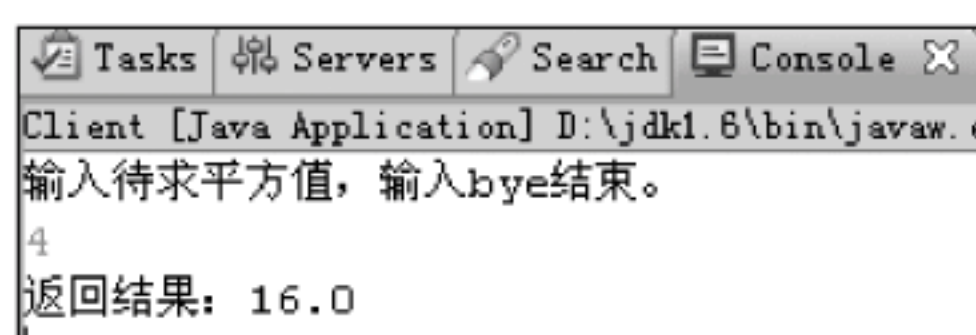 Tasks Servers Search Console
Client [Java Application] D:\jdk1.6\bin\javaw.
输入待求平方值，输入bye结束。
4
返回结果：16.0